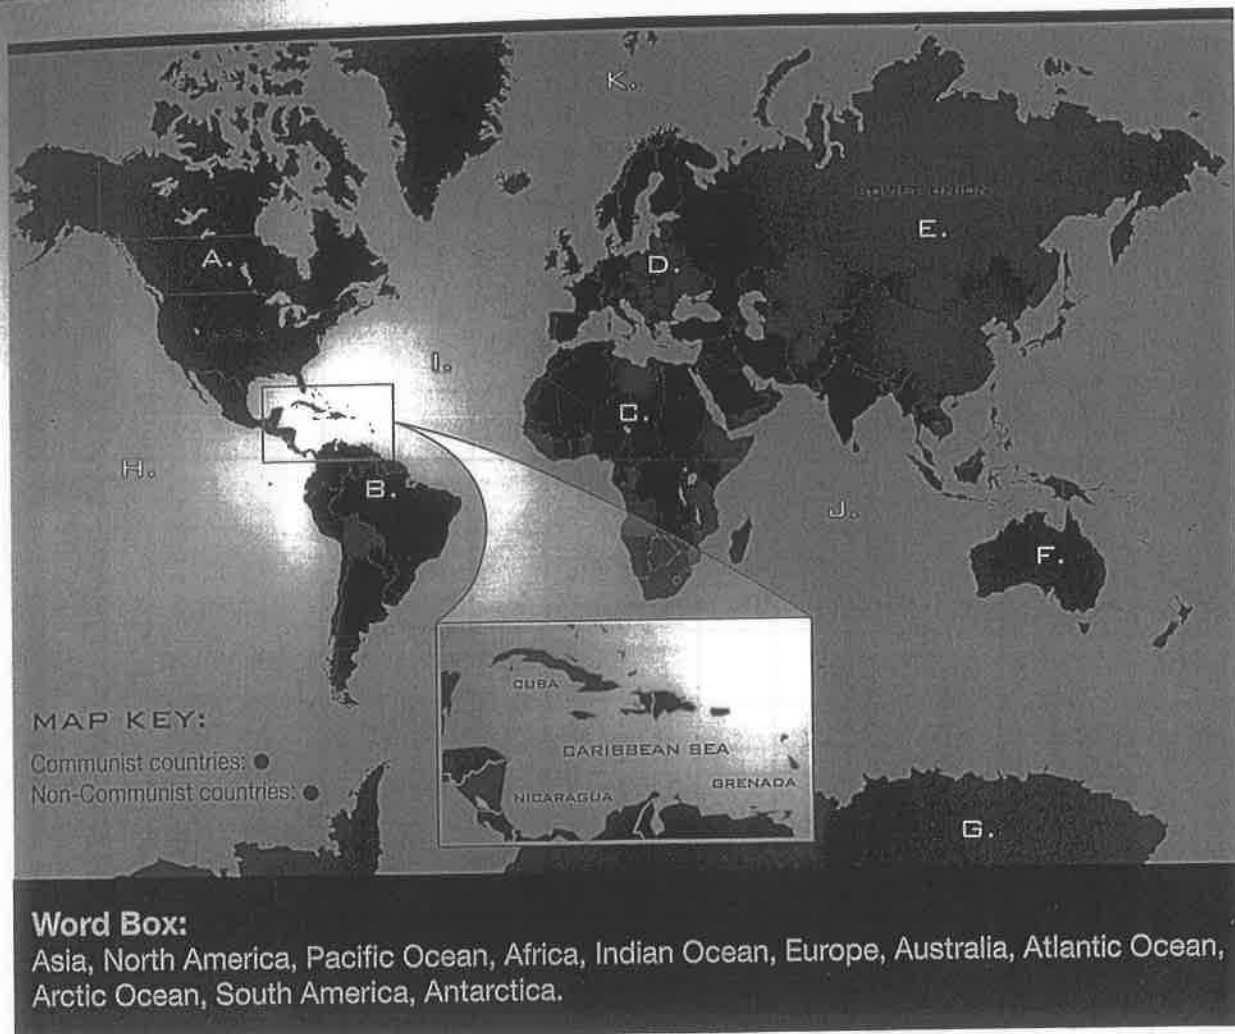 K.
SOVIET UNION
E.
A.
D.
I.
C.
H.
B.
J.
F.
CUBA
CARIBBEAN SEA
GRENADA
NICARAGUA
MAP KEY:
Communist countries:
Non-Communist countries:
G.
Word Box:
Asia, North America, Pacific Ocean, Africa, Indian Ocean, Europe, Australia, Atlantic Ocean,
Arctic Ocean, South America, Antarctica.